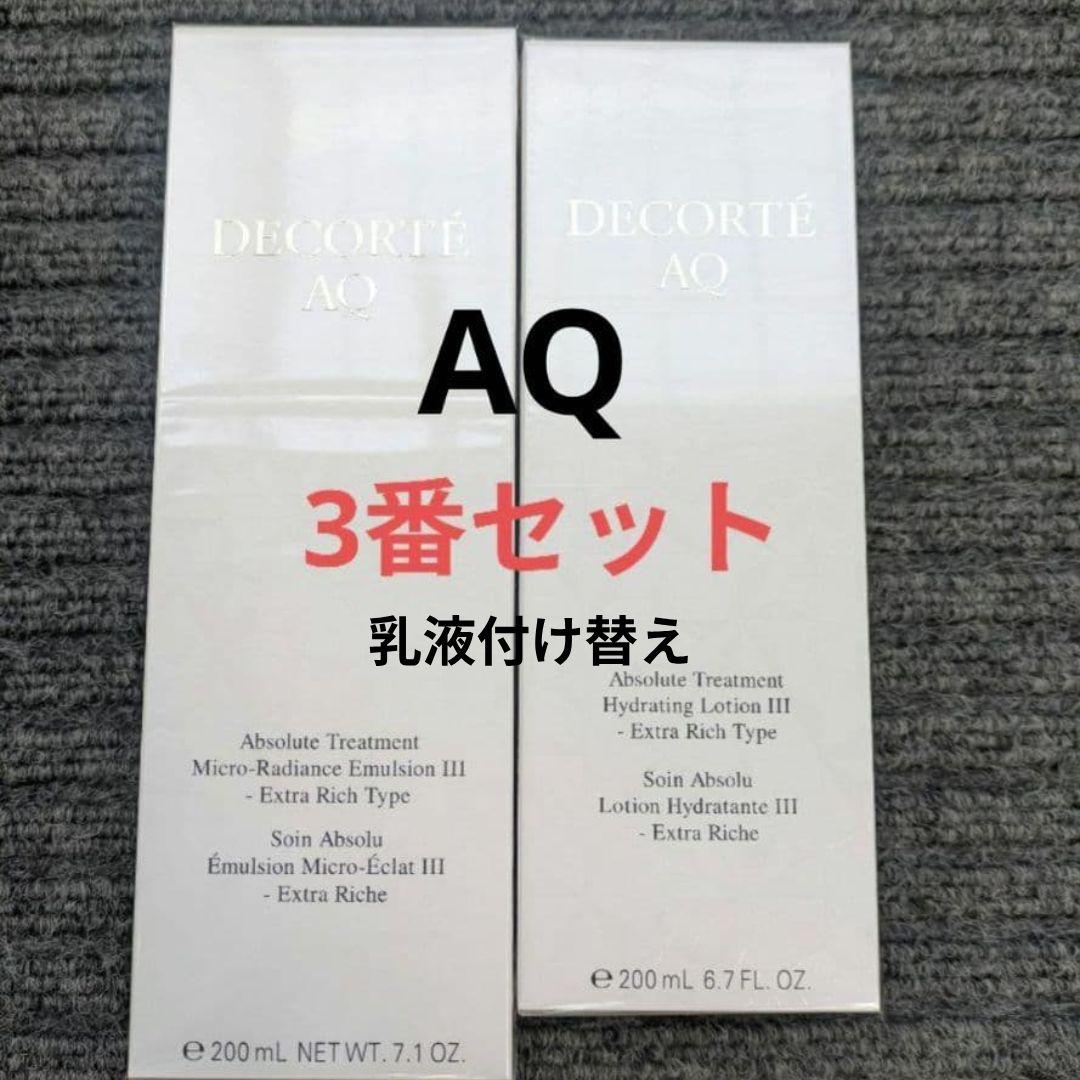 DECORTÉ
AQ
DECORTÉ
AQ
AQ
3番セット
乳液付け替え
Absolute Treatment
Micro-Radiance Emulsion III
- Extra Rich Type
Soin Absolu
Émulsion Micro-Éclat III
- Extra Riche
℮ 200 mL NET WT. 7.1 OZ.
Absolute Treatment
Hydrating Lotion III
- Extra Rich Type
Soin Absolu
Lotion Hydratante III
- Extra Riche
℮ 200 mL 6.7 FL. OZ.